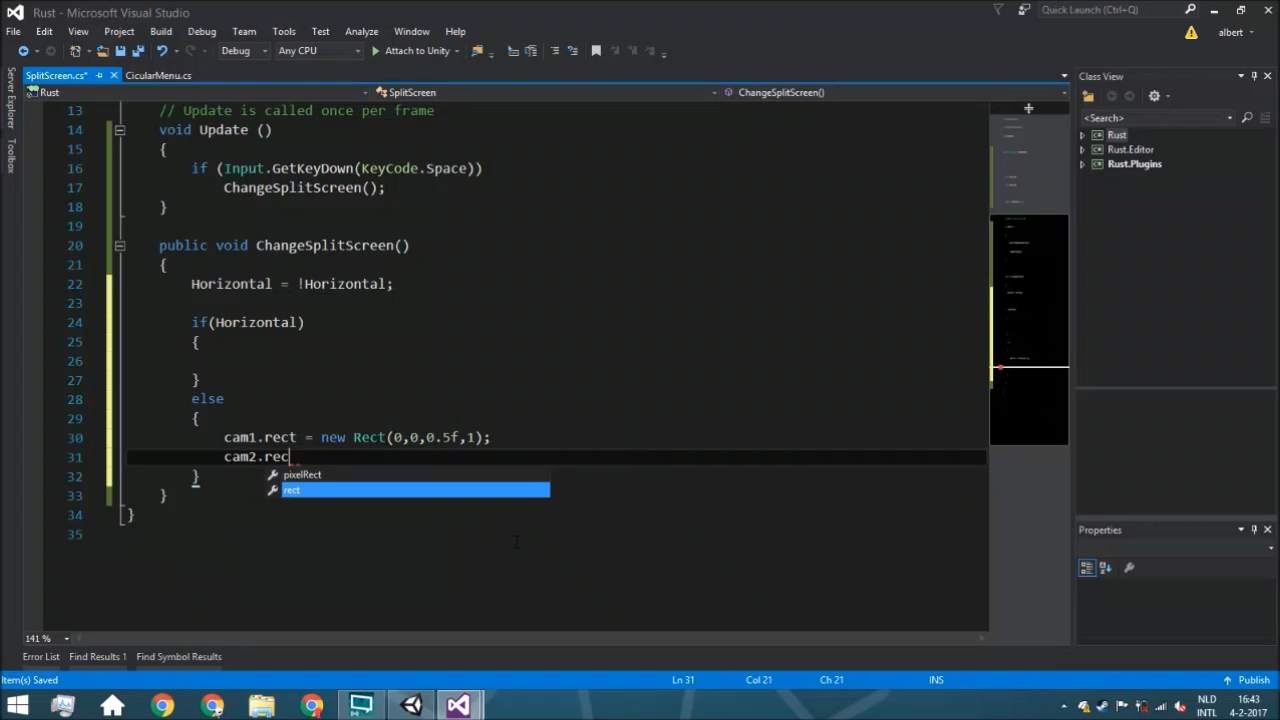 Rust - Microsoft Visual Studio
Quick Launch (Ctrl+Q)
File Edit View Project Build Debug Team Tools Test Analyze Window Help
albert
Debug Any CPU Attach to Unity
Server Explorer
Toolbox
SplitScreen.cs* CicularMenu.cs
Rust SplitScreen ChangeSplitScreen()
13 // Update is called once per frame
14 void Update ()
15 {
16 if (Input.GetKeyDown(KeyCode.Space))
17 ChangeSplitScreen();
18 }
19
20 public void ChangeSplitScreen()
21 {
22 Horizontal = !Horizontal;
23
24 if(Horizontal)
25 {
26
27 }
28 else
29 {
30 cam1.rect = new Rect(0,0,0.5f,1);
31 cam2.rec
pixelRect
32 }
rect
33 }
34 }
35
141 %
Class View
<Search>
Rust
Rust.Editor
Rust.Plugins
Properties
Error List Find Results 1 Find Symbol Results
Item(s) Saved Ln 31 Col 21 Ch 21 INS Publish
NLD 16:43
INTL 4-2-2017